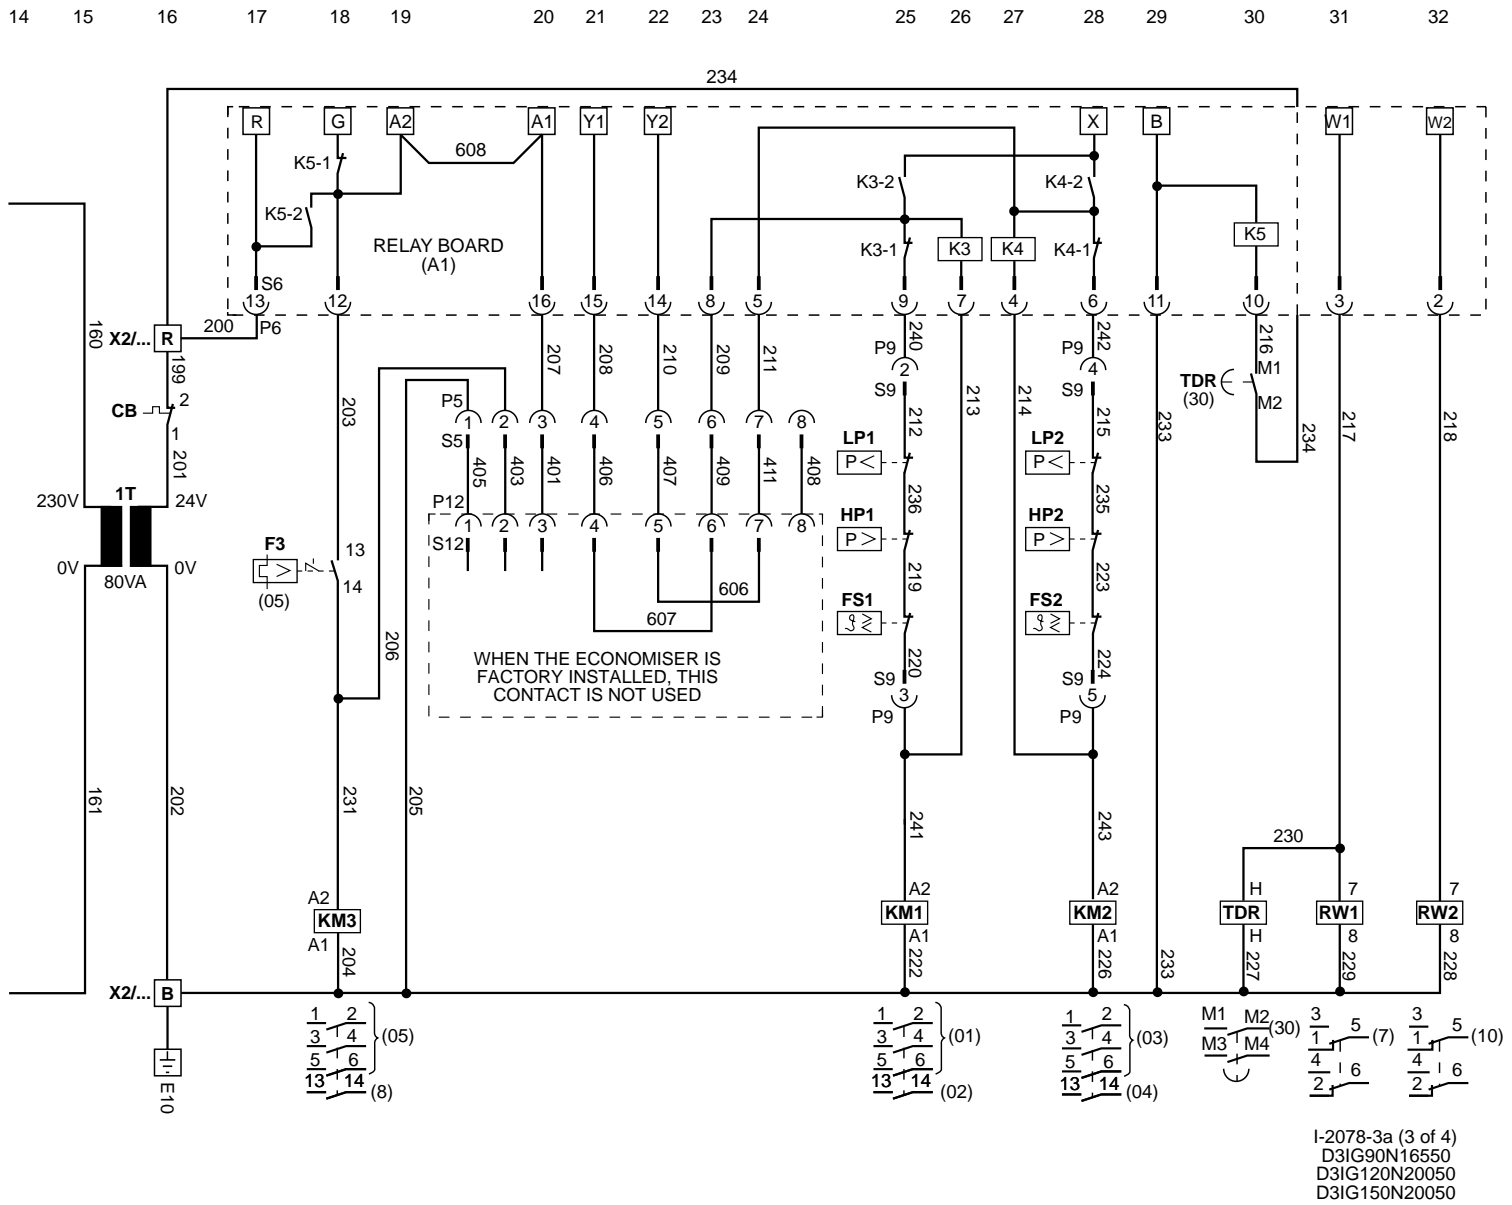 14 15 16 17 18 19 20 21 22 23 24 25 26 27 28 29 30 31 32
234
R G A2 A1 Y1 Y2 X B W1 W2
608
K5-1
K3-2 K4-2
K5-2
RELAY BOARD
(A1)
K3-1 K3 K4 K4-1 K5
S6
13 12 16 15 14 8 5 9 7 4 6 11 10 3 2
P6
200
X2/... R
160
199
203
207 208 210 209 211
240 242 216
P9 P9
2 4
S9 S9
TDR
(30)
M1
M2
CB
2
1
201
P5
1 2 3 4 5 6 7 8
S5
405 403 401 406 407 409 411 408
212 213 214 215 233 234 217 218
LP1 LP2
P< P<
236 235
230V 1T 24V
P12
1 2 3 4 5 6 7 8
S12
HP1 HP2
P> P>
0V 0V
80VA
F3
>
(05)
13
14
219 223
606
607
FS1 FS2
206
220 224
WHEN THE ECONOMISER IS
FACTORY INSTALLED, THIS
CONTACT IS NOT USED
S9 S9
3 5
P9 P9
161 202 231 205 241 243
230
A2 A2 A2 H 7 7
KM3 KM1 KM2 TDR RW1 RW2
A1 A1 A1 H 8 8
204 222 226 233 227 229 228
X2/... B
E10
1 2
3 4
5 6
(05)
13 14
(8)
1 2
3 4
5 6
(01)
13 14
(02)
1 2
3 4
5 6
(03)
13 14
(04)
M1 M2
(30)
M3 M4
3
1 5
(7)
4
2 6
3
1 5
(10)
4
2 6
I-2078-3a (3 of 4)
D3IG90N16550
D3IG120N20050
D3IG150N20050